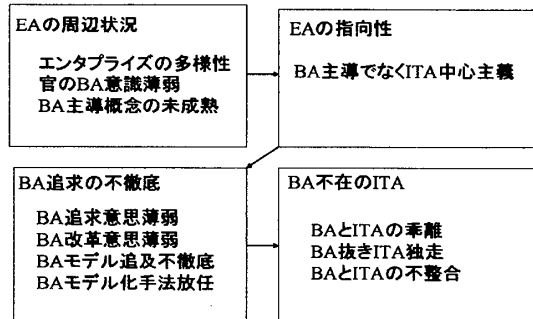 EAの周辺状況
エンタプライズの多様性
官のBA意識薄弱
BA主導概念の未成熟
EAの指向性
BA主導でなくITA中心主義
BA追求の不徹底
BA追求意思薄弱
BA改革意思薄弱
BAモデル追及不徹底
BAモデル化手法放任
BA不在のITA
BAとITAの乖離
BA抜きITA独走
BAとITAの不整合